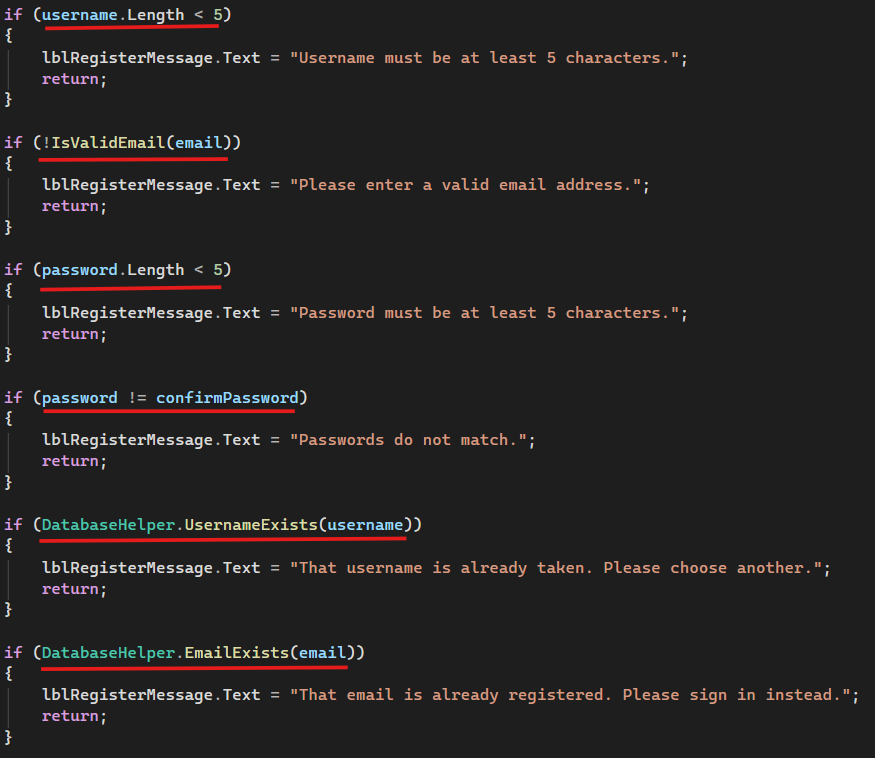 if (username.Length < 5)
{
lblRegisterMessage.Text = "Username must be at least 5 characters.";
return;
}
if (!IsValidEmail(email))
{
lblRegisterMessage.Text = "Please enter a valid email address.";
return;
}
if (password.Length < 5)
{
lblRegisterMessage.Text = "Password must be at least 5 characters.";
return;
}
if (password != confirmPassword)
{
lblRegisterMessage.Text = "Passwords do not match.";
return;
}
if (DatabaseHelper.UsernameExists(username))
{
lblRegisterMessage.Text = "That username is already taken. Please choose another.";
return;
}
if (DatabaseHelper.EmailExists(email))
{
lblRegisterMessage.Text = "That email is already registered. Please sign in instead.";
return;
}